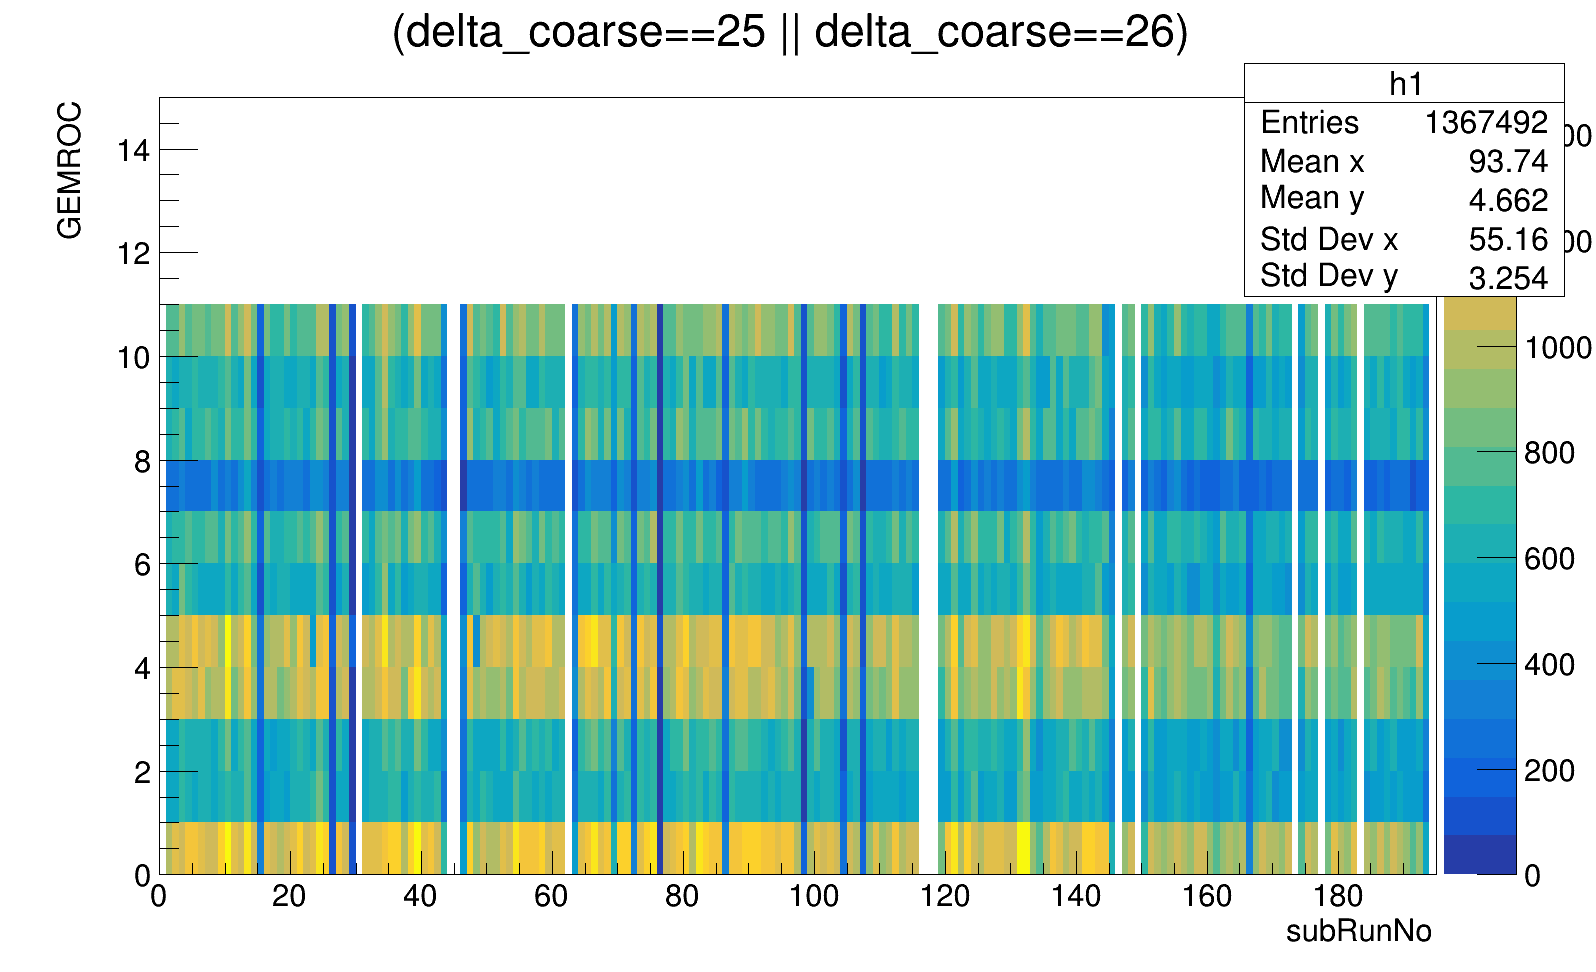 (delta_coarse==25 || delta_coarse==26)
h1
Entries 1367492
Mean x 93.74
Mean y 4.662
Std Dev x 55.16
Std Dev y 3.254
GEMROC
14
12
10
8
6
4
2
0
00
00
1000
800
600
400
200
0
0 20 40 60 80 100 120 140 160 180
subRunNo